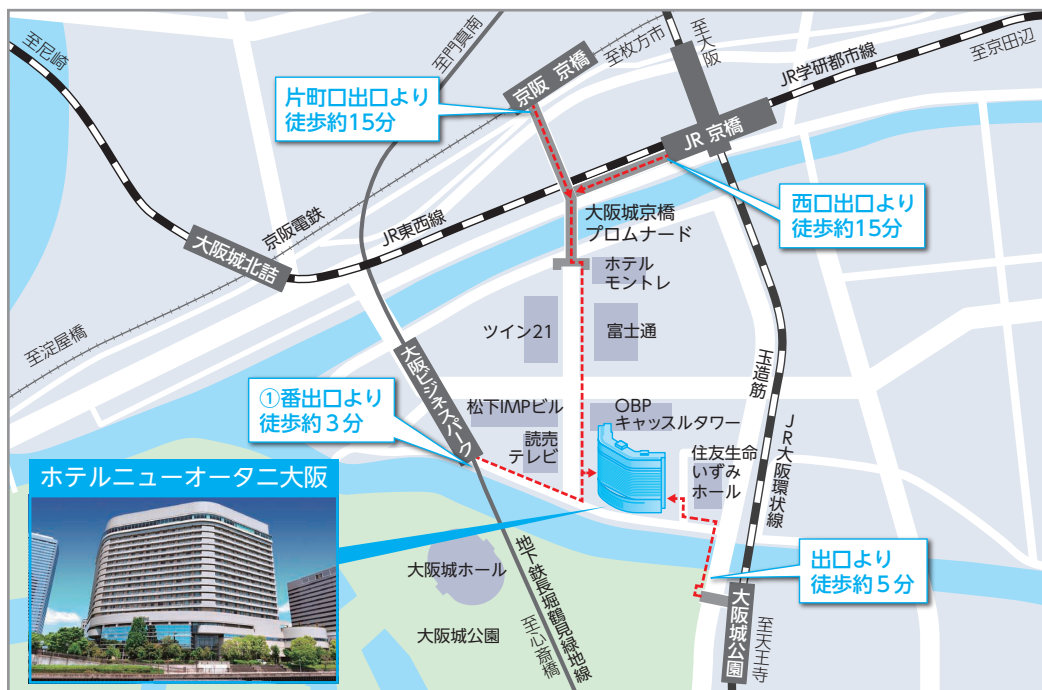 至尼崎
至門真南
京阪 京橋
至枚方市
至大阪
JR学研都市線
至京田辺
片町口出口より
徒歩約15分
JR 京橋
西口出口より
徒歩約15分
大阪城京橋
プロムナード
京阪電鉄
JR東西線
大阪城北詰
至淀屋橋
ホテル
モントレ
ツイン21
富士通
大阪ビジネスパーク
玉造筋
①番出口より
徒歩約3分
松下IMPビル
OBP
キャッスルタワー
読売
テレビ
住友生命
いずみ
ホール
JR大阪環状線
ホテルニューオータニ大阪
大阪城ホール
大阪城公園
地下鉄長堀鶴見緑地線
至心斎橋
出口より
徒歩約5分
大阪城公園
至天王寺